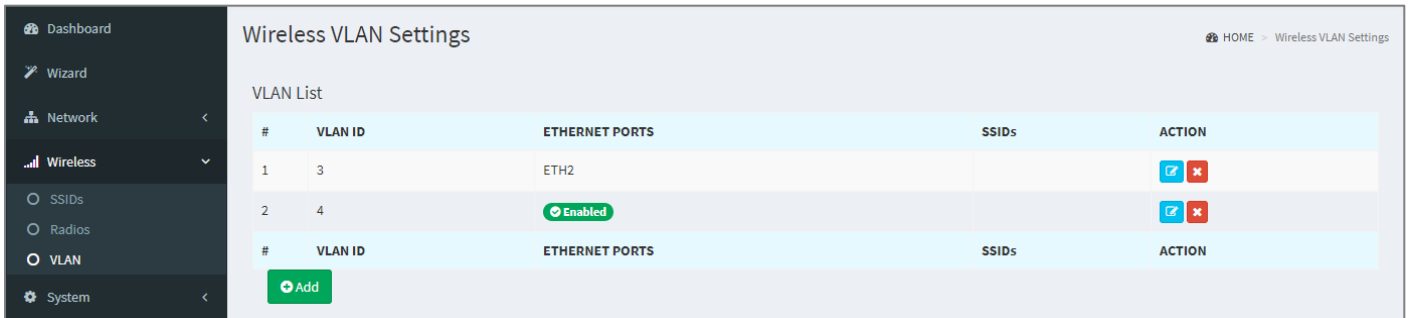 Dashboard
Wizard
Network
Wireless
SSIDs
Radios
VLAN
System
Wireless VLAN Settings
HOME > Wireless VLAN Settings
VLAN List
# VLAN ID ETHERNET PORTS SSIDs ACTION
1 3 ETH2
2 4 Enabled
# VLAN ID ETHERNET PORTS SSIDs ACTION
Add